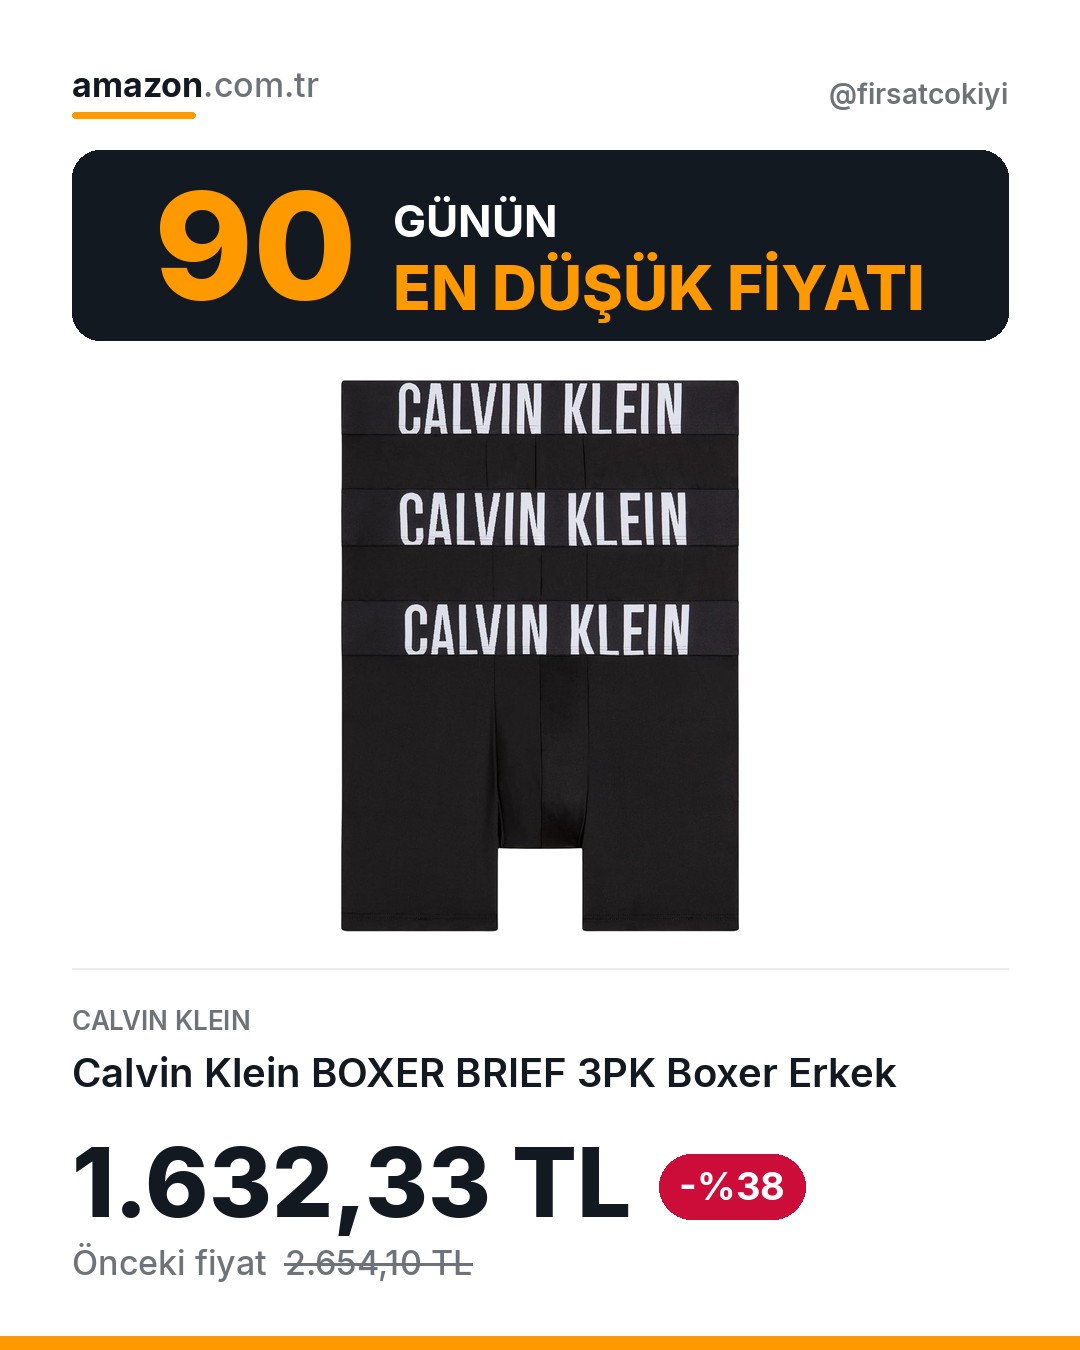 amazon.com.tr
@firsatcokiyi
90
GÜNÜN
EN DÜŞÜK FİYATI
CALVIN KLEIN
CALVIN KLEIN
CALVIN KLEIN
CALVIN KLEIN
Calvin Klein BOXER BRIEF 3PK Boxer Erkek
1.632,33 TL -%38
Önceki fiyat 2.654,10 TL